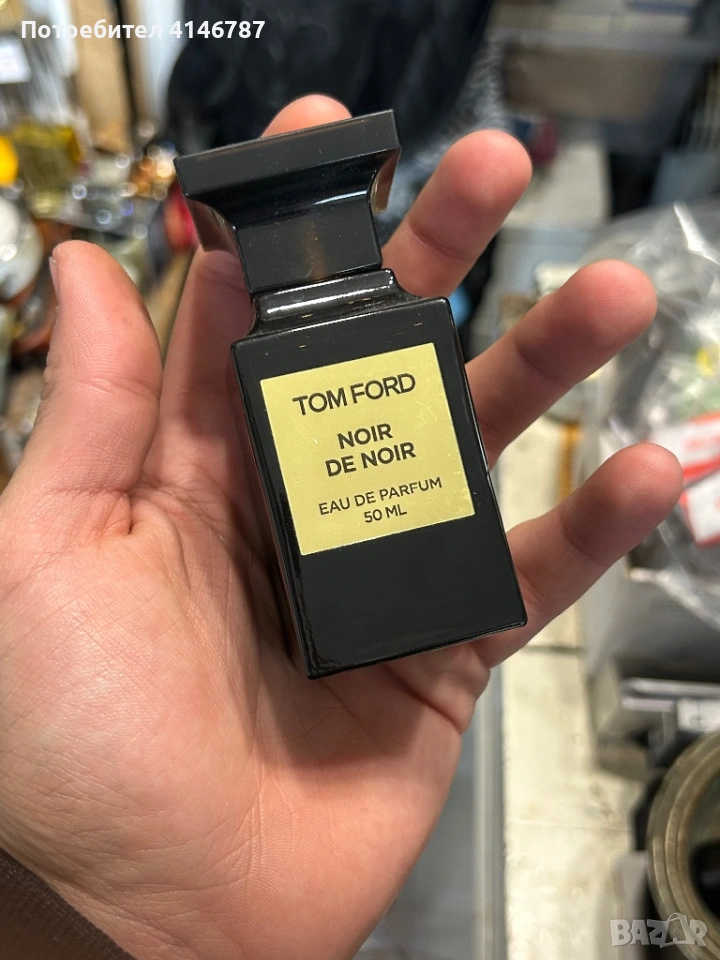 Потребител 4146787
TOM FORD
NOIR
DE NOIR
EAU DE PARFUM
50 ML
BAZAR